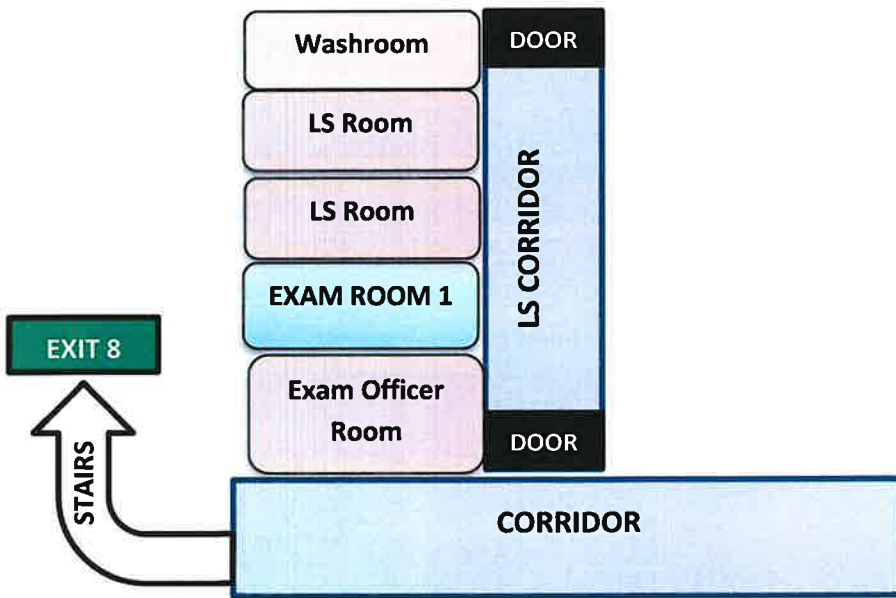 Washroom
DOOR
LS Room
LS Room
LS CORRIDOR
EXAM ROOM 1
EXIT 8
Exam Officer
Room
DOOR
STAIRS
CORRIDOR